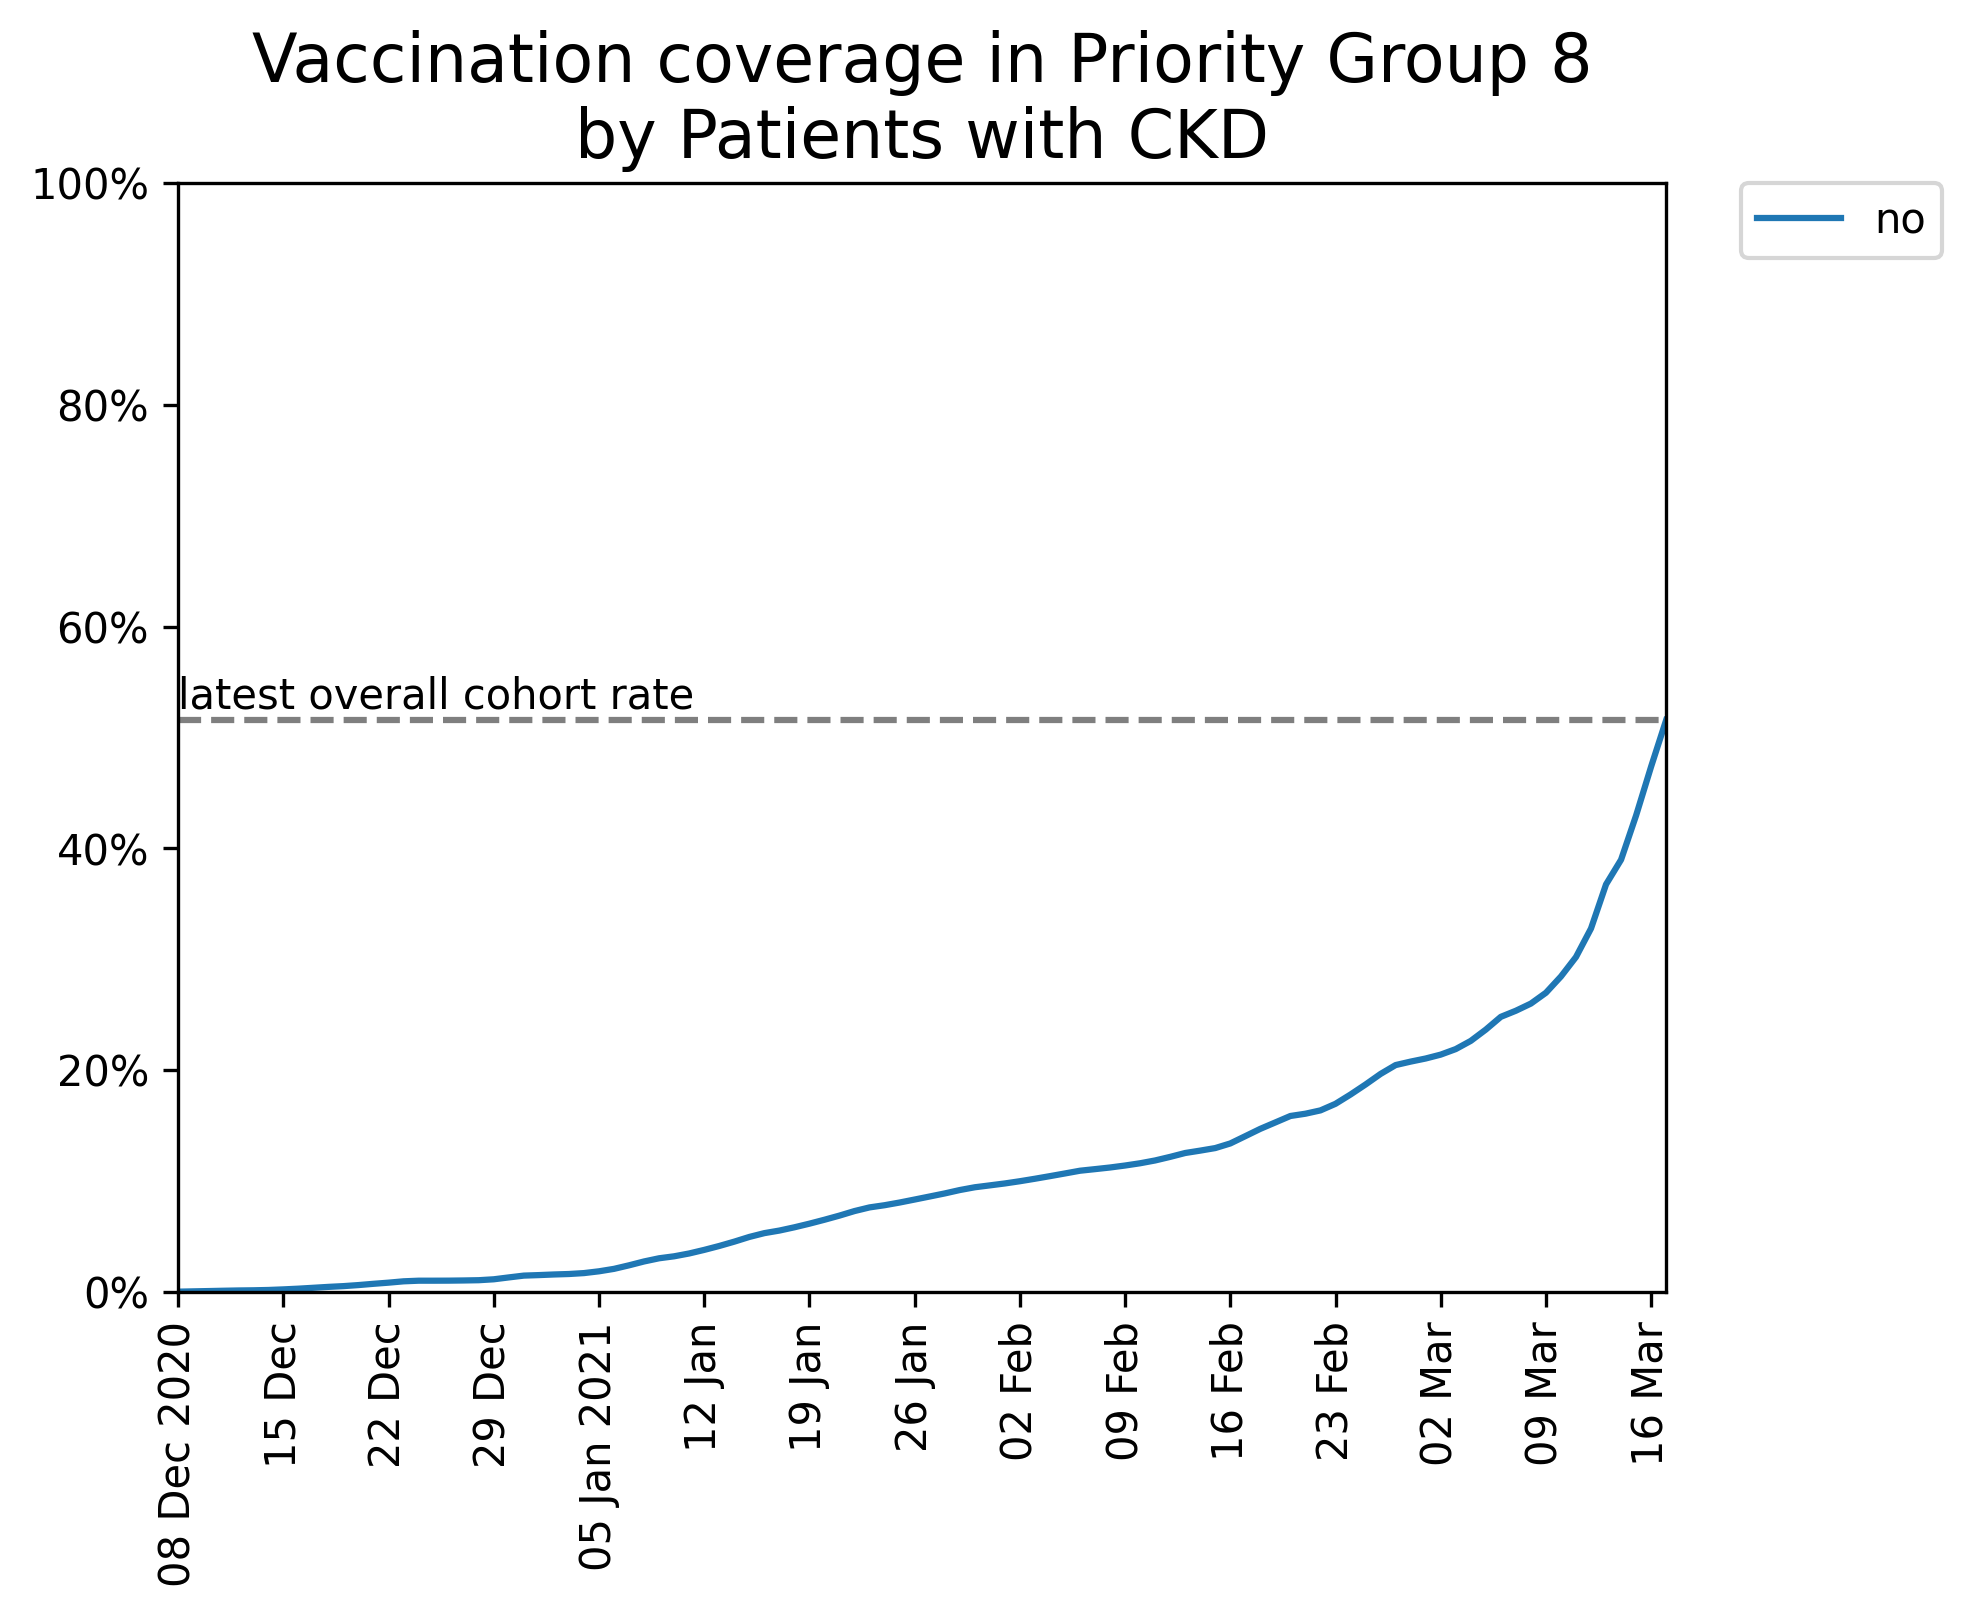 Vaccination coverage in Priority Group 8
by Patients with CKD
100%
80%
60%
40%
20%
0%
latest overall cohort rate
no
08 Dec 2020
15 Dec
22 Dec
29 Dec
05 Jan 2021
12 Jan
19 Jan
26 Jan
02 Feb
09 Feb
16 Feb
23 Feb
02 Mar
09 Mar
16 Mar